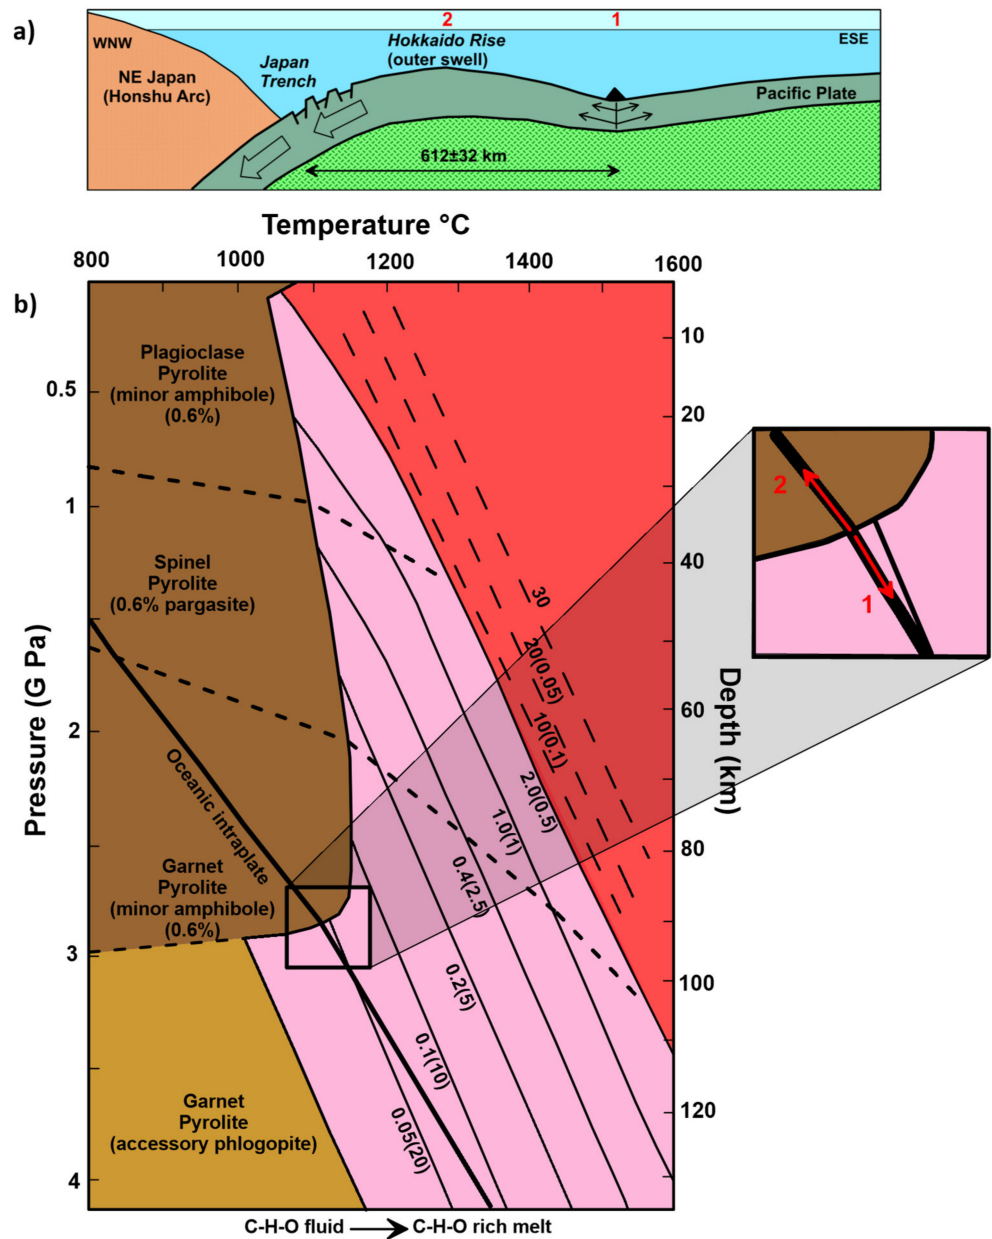 a)
2
1
WNW
Hokkaido Rise
(outer swell)
ESE
NE Japan
(Honshu Arc)
Japan
Trench
Pacific Plate
612±32 km
Temperature °C
800
1000
1200
1400
1600
b)
Plagioclase
Pyrolite
(minor amphibole)
(0.6%)
Spinel
Pyrolite
(0.6% pargasite)
Oceanic intraplate
Garnet
Pyrolite
(minor amphibole)
(0.6%)
Garnet
Pyrolite
(accessory phlogopite)
Pressure (G Pa)
0.5
1
2
3
4
30
20(0.05)
10(0.1)
2.0(0.5)
1.0(1)
0.4(2.5)
0.2(5)
0.1(10)
0.05(20)
10
20
40
60
80
100
120
Depth (km)
2
1
C-H-O fluid
C-H-O rich melt